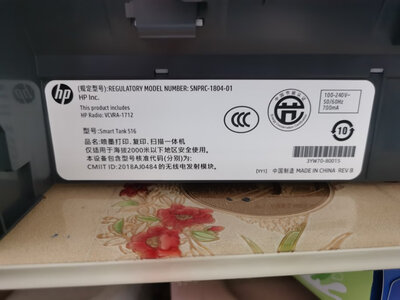 hp
(规定型号):REGULATORY MODEL NUMBER: SNPRC-1804-01
HP Inc.
This product includes
HP Radio: VCVRA-1712
型号名: Smart Tank 516
品名: 喷墨打印、复印、扫描一体机
仅适用于海拔2000米以下地区安全使用。
本设备包含型号核准代码(分别)为:
CMIIT ID: 2018AJ0484 的无线电发射模块。
CCC
100-240V~
50/60Hz
700mA
10
3YW70-80015
[YY1] 中国制造 MADE IN CHINA REV B